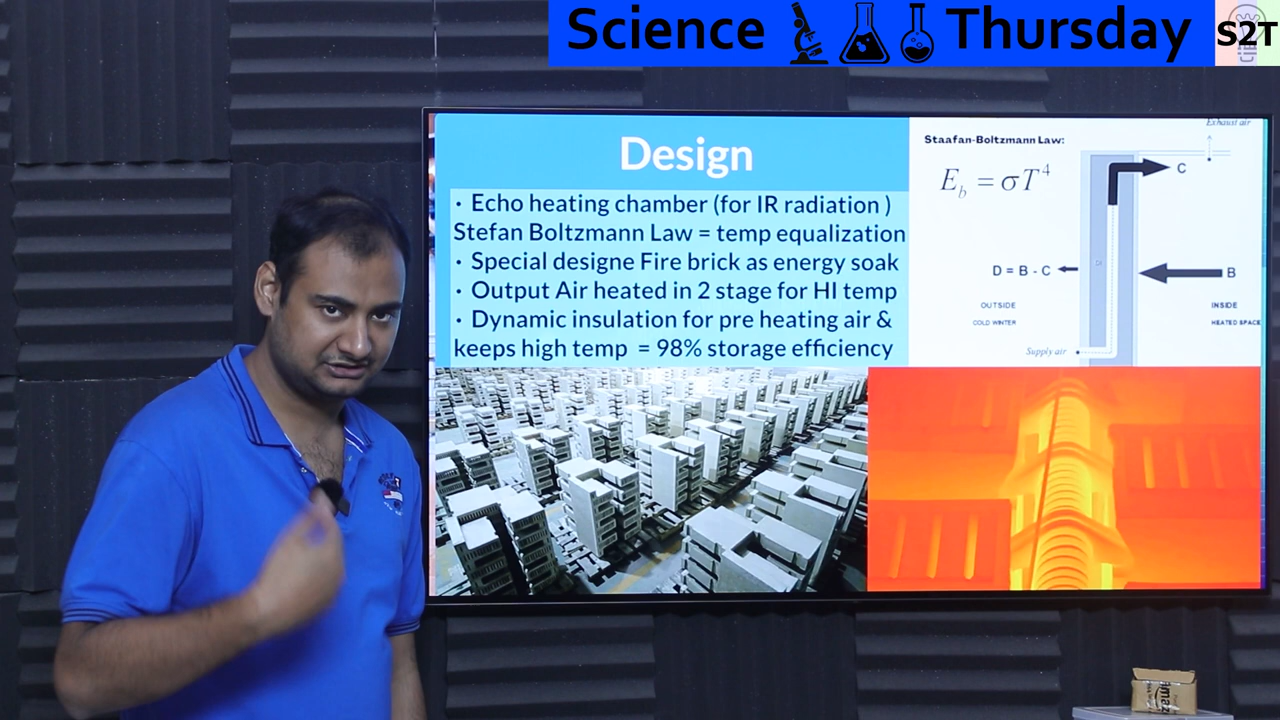 Science Thursday
S2T
Design
· Echo heating chamber (for IR radiation )
Stefan Boltzmann Law = temp equalization
· Special designe Fire brick as energy soak
· Output Air heated in 2 stage for HI temp
· Dynamic insulation for pre heating air &
keeps high temp = 98% storage efficiency
Exhaust air
Staafan-Boltzmann Law:
E_b = σT^4
C
D = B - C
B
OUTSIDE
INSIDE
COLD WINTER
HEATED SPACE
Supply air